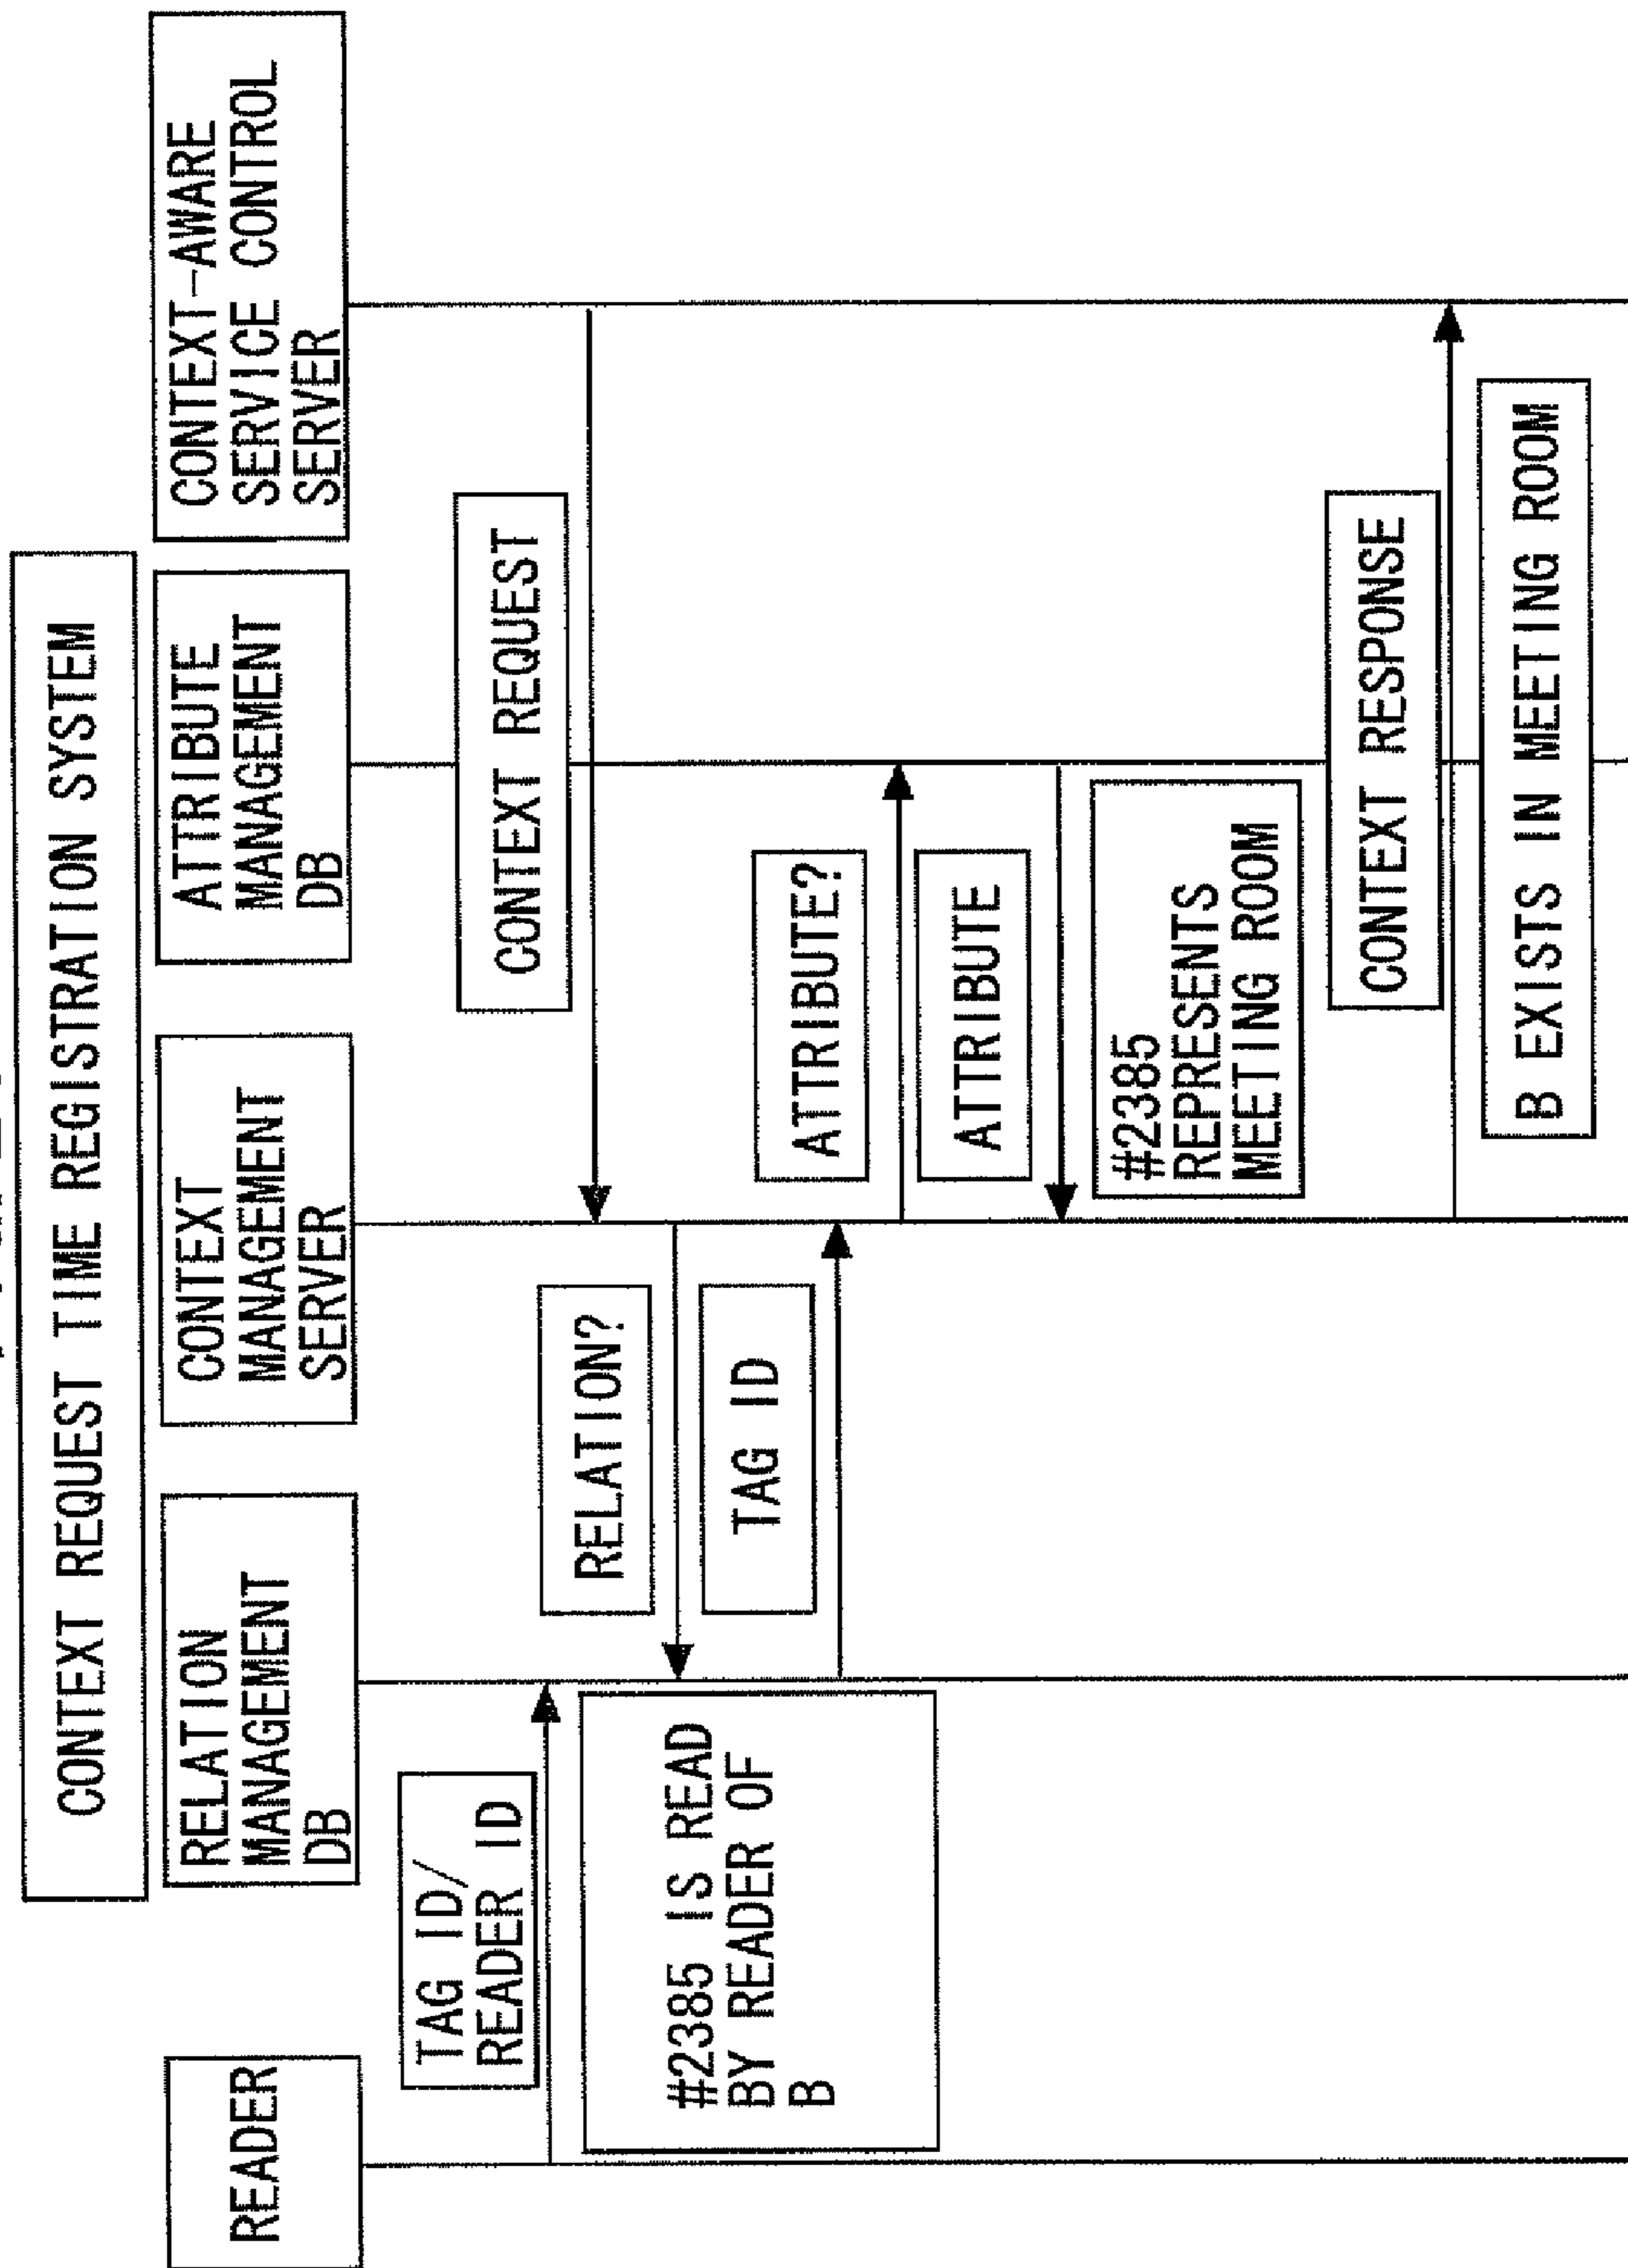 CONTEXT REQUEST TIME REGISTRATION SYSTEM
READER
RELATION
MANAGEMENT
DB
CONTEXT
MANAGEMENT
SERVER
ATTRIBUTE
MANAGEMENT
DB
CONTEXT-AWARE
SERVICE CONTROL
SERVER
TAG ID/
READER ID
CONTEXT REQUEST
#2385 IS READ
BY READER OF
B
RELATION?
TAG ID
ATTRIBUTE?
ATTRIBUTE
#2385
REPRESENTS
MEETING ROOM
CONTEXT RESPONSE
B EXISTS IN MEETING ROOM